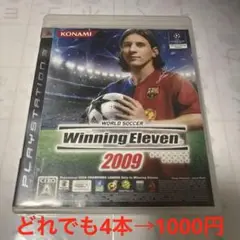 KONAMI
PLAYSTATION 3
WORLD SOCCER
Winning Eleven
2009
A
どれでも4本→1000円